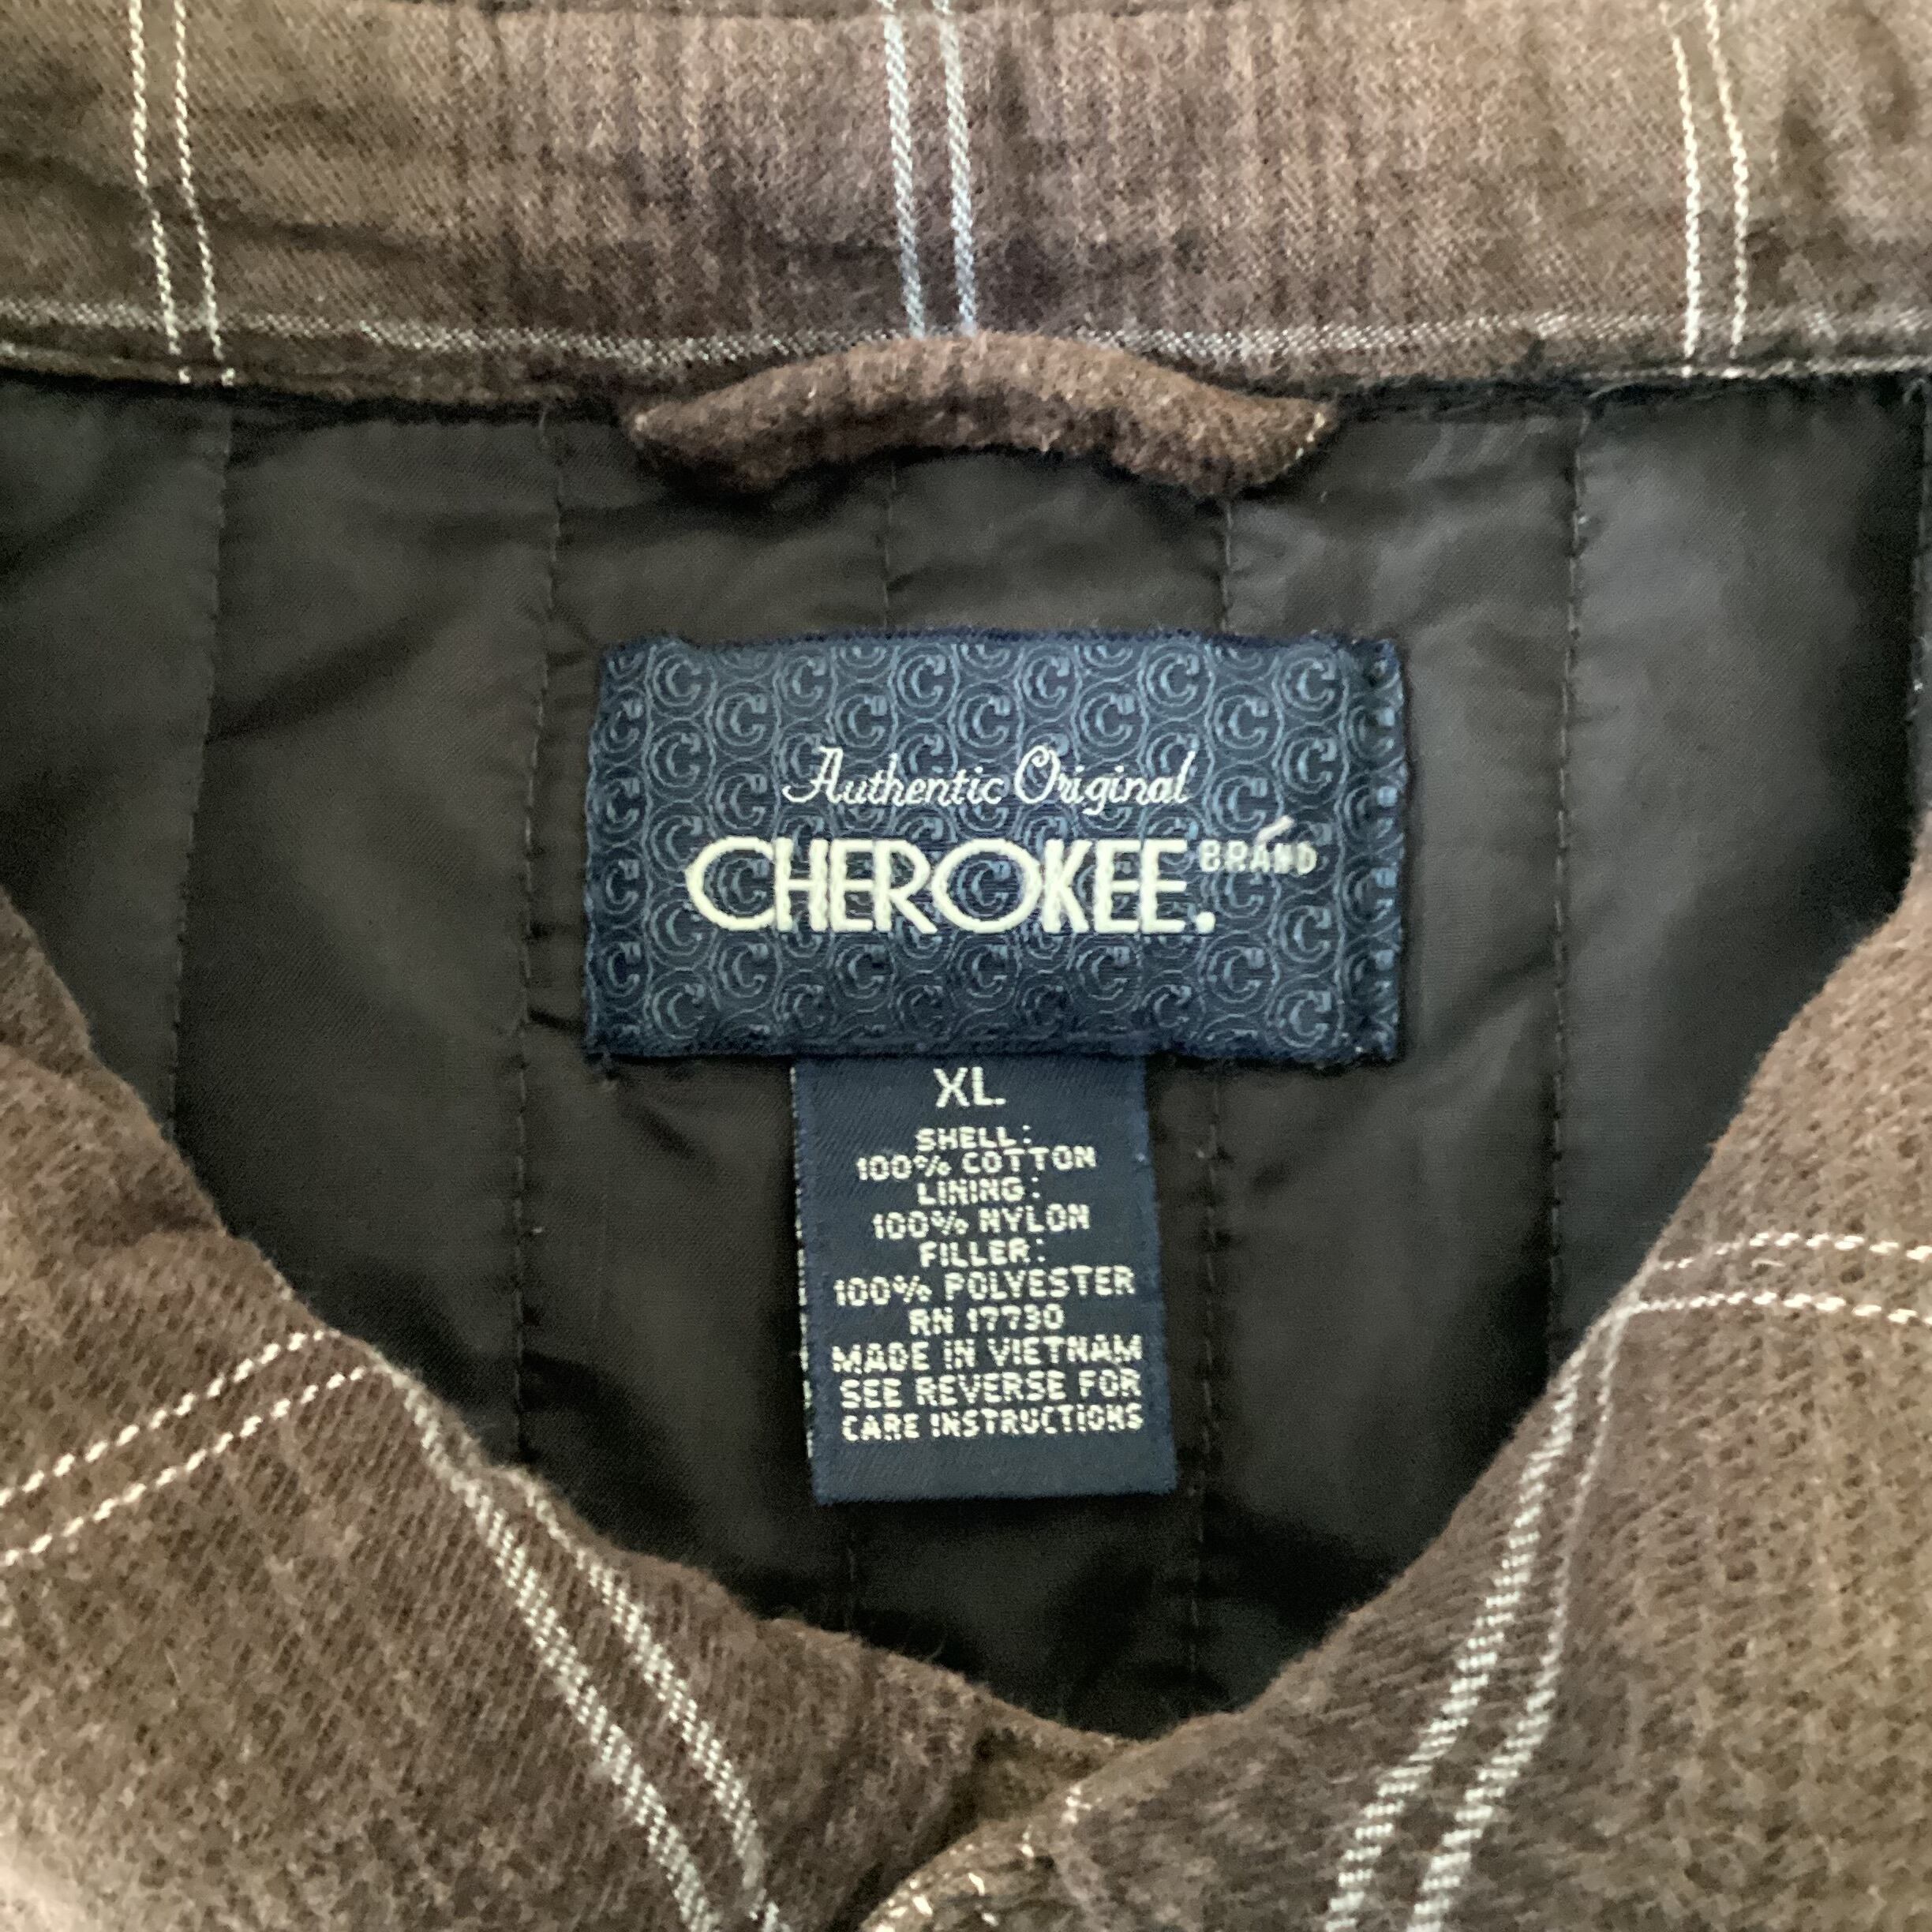 Authentic Original
CHEROKEE. BRAND
XL
SHELL:
100% COTTON
LINING:
100% NYLON
FILLER:
100% POLYESTER
RN 17730
MADE IN VIETNAM
SEE REVERSE FOR
CARE INSTRUCTIONS